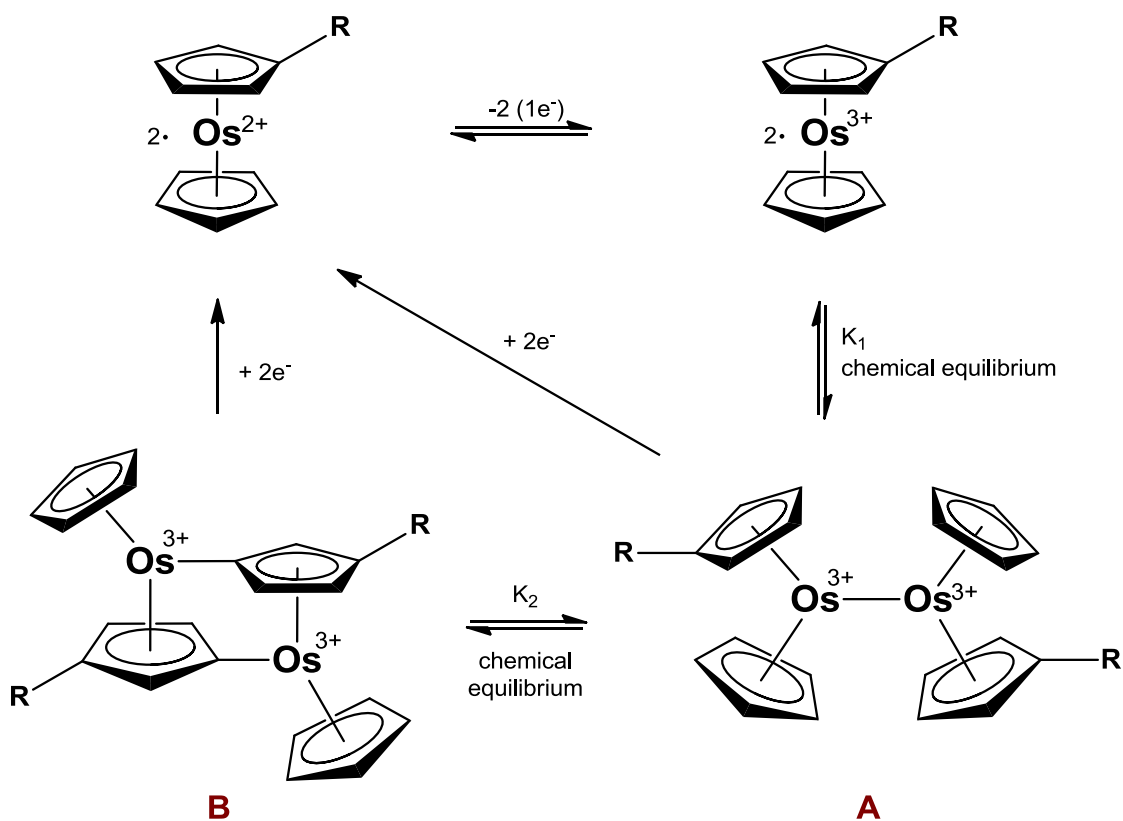 R
2· Os2+
-2 (1e-)
R
2· Os3+
+ 2e-
+ 2e-
K1
chemical equilibrium
R
Os3+
Os3+
R
K2
chemical
equilibrium
R
Os3+
Os3+
R
B
A